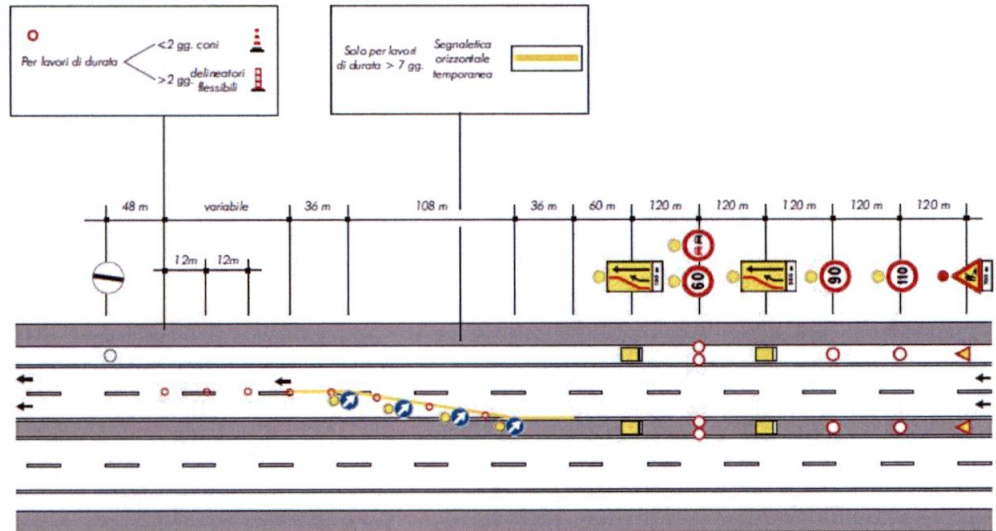 Per lavori di durata
<2 gg. coni
>2 gg. delineatori
flessibili
Solo per lavori
di durata > 7 gg.
Segnaletica
orizzontale
temporanea
48 m
variabile
36 m
108 m
36 m
60 m
120 m
120 m
120 m
120 m
120 m
12m
12m
60
90
110